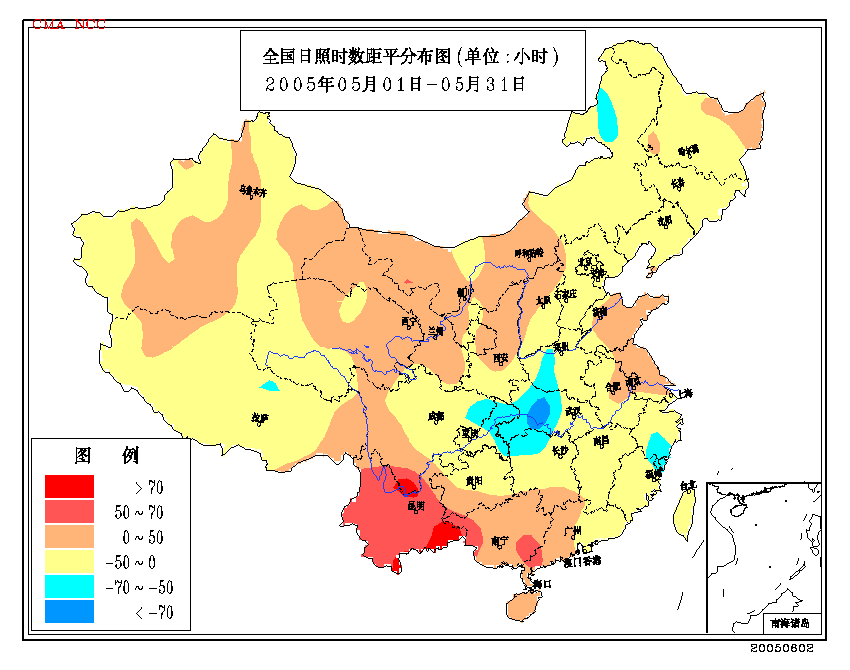 CMA NCC
全国日照时数距平分布图(单位:小时)
2005年05月01日-05月31日
哈尔滨
乌鲁木齐
长春
沈阳
呼和浩特
北京
天津
银川
太原
石家庄
济南
西宁
兰州
郑州
西安
合肥
南京
上海
成都
武汉
拉萨
重庆
南昌
长沙
福州
贵阳
台北
昆明
南宁
广州
澳门 香港
海口
图 例
> 70
50 ~ 70
0 ~ 50
-50 ~ 0
-70 ~ -50
< -70
南海诸岛
20050602